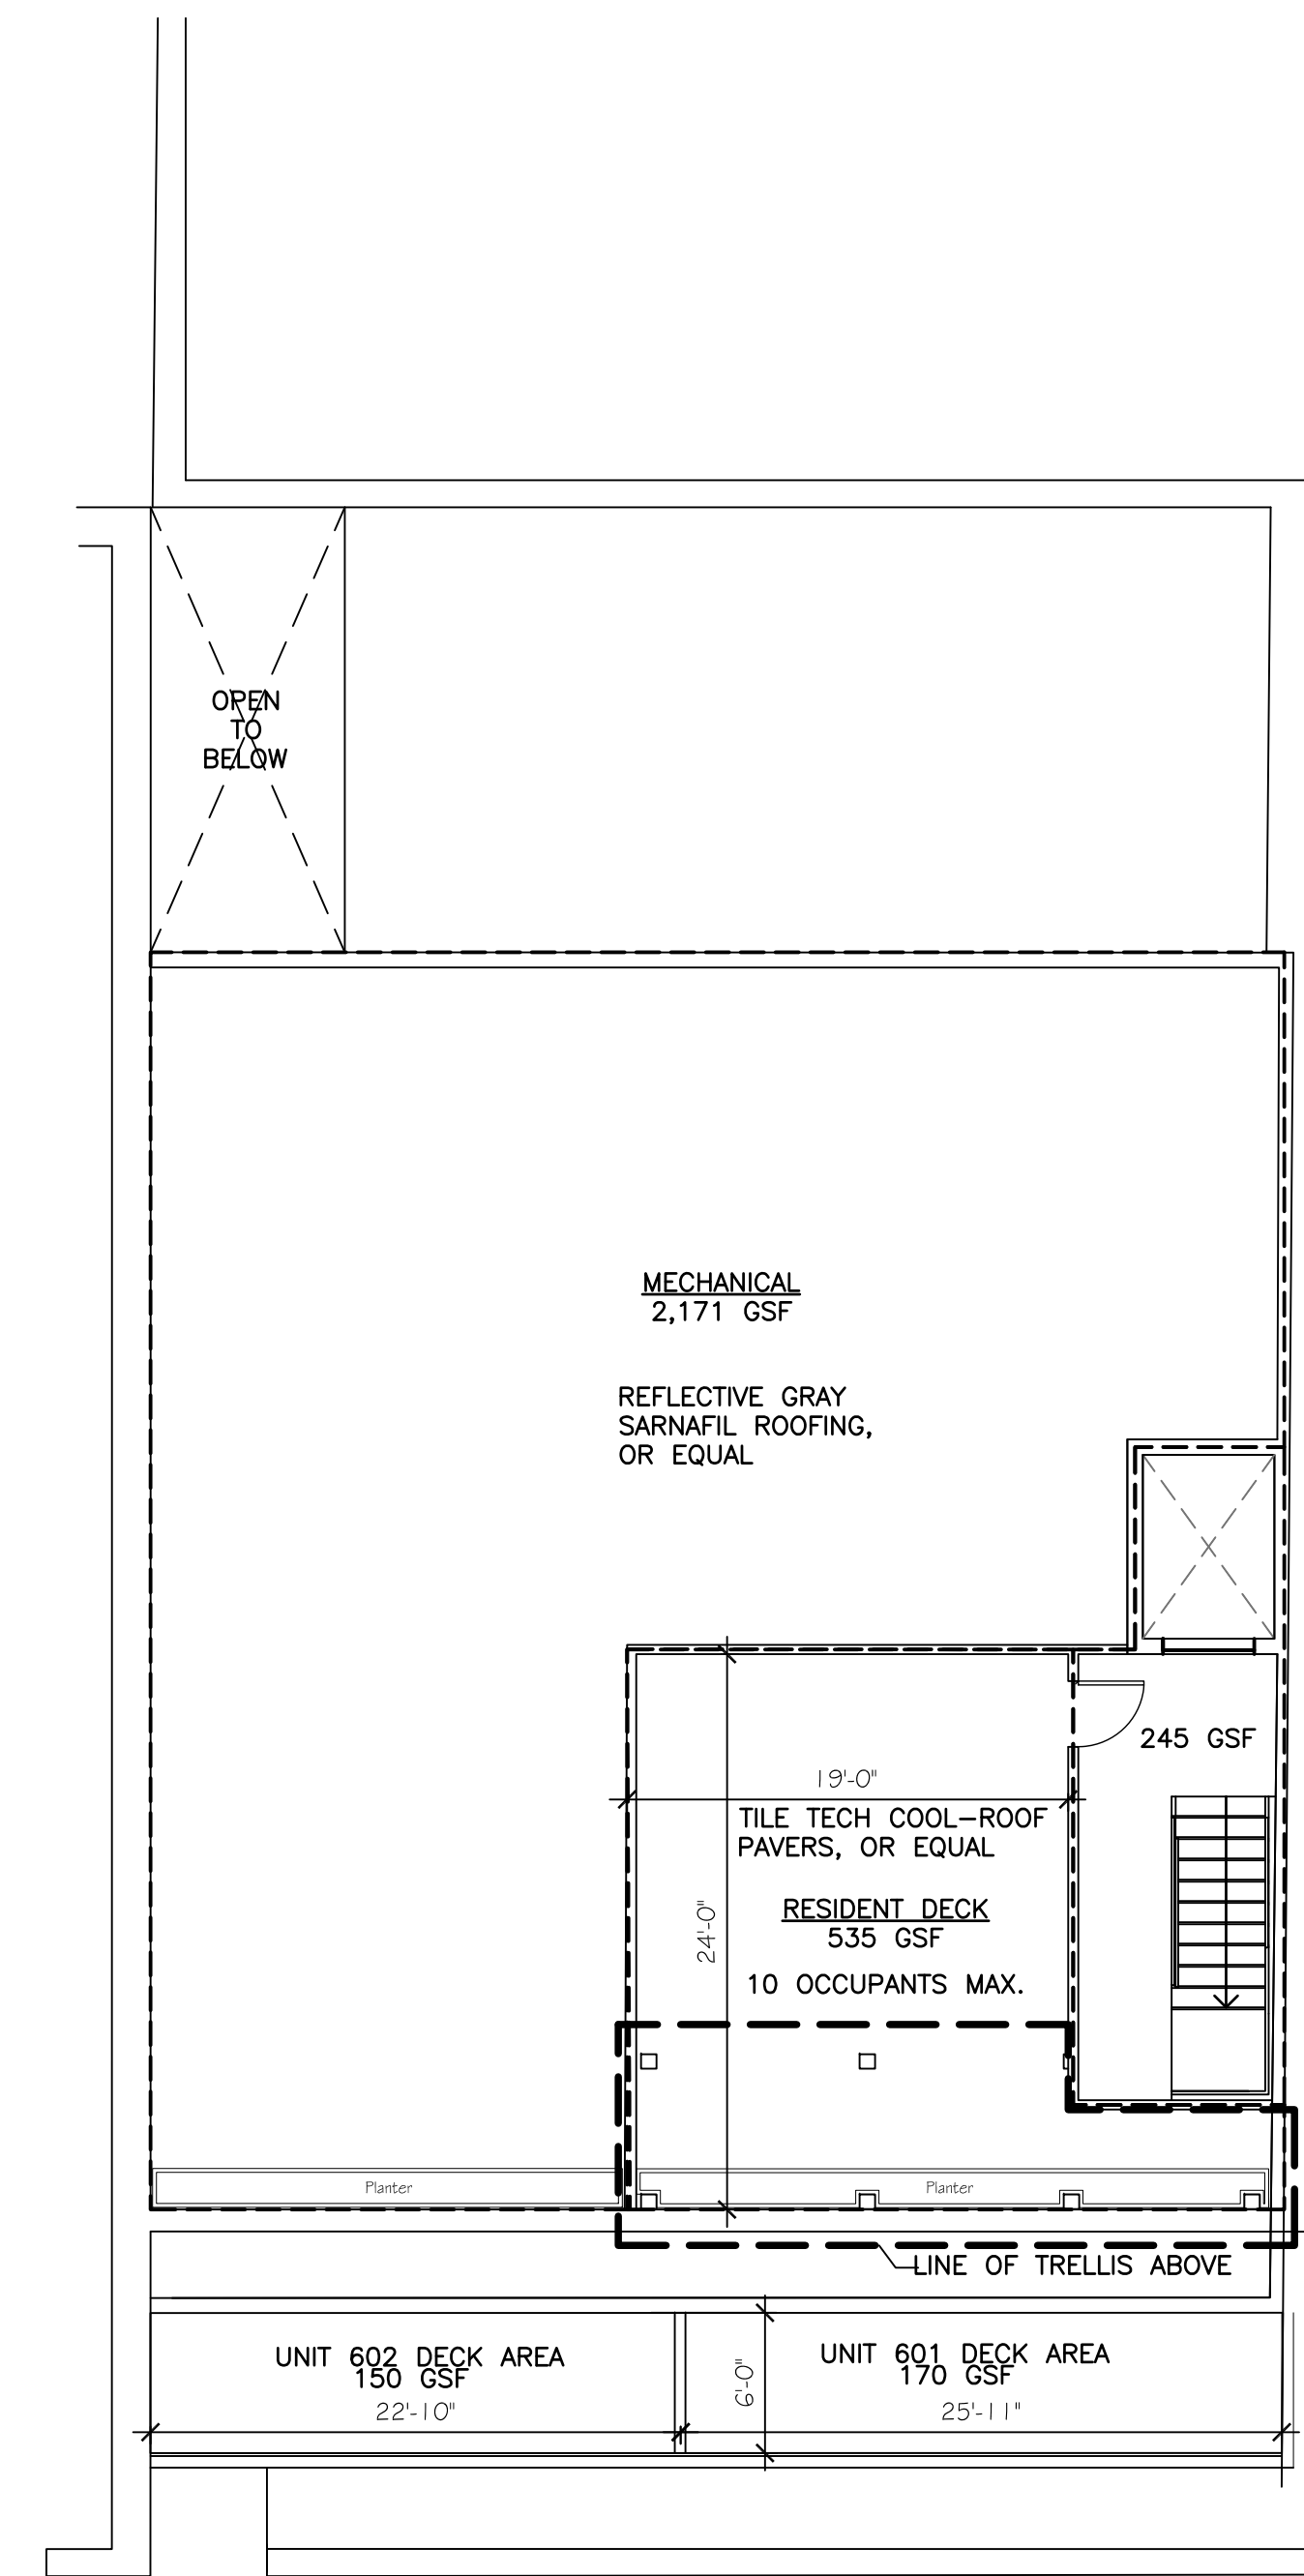 OPEN
TO
BELOW
MECHANICAL
2,171 GSF
REFLECTIVE GRAY
SARNAFIL ROOFING,
OR EQUAL
245 GSF
19'-0"
TILE TECH COOL-ROOF
PAVERS, OR EQUAL
24'-0"
RESIDENT DECK
535 GSF
10 OCCUPANTS MAX.
Planter
Planter
LINE OF TRELLIS ABOVE
UNIT 602 DECK AREA
150 GSF
22'-10"
6'-0"
UNIT 601 DECK AREA
170 GSF
25'-11"